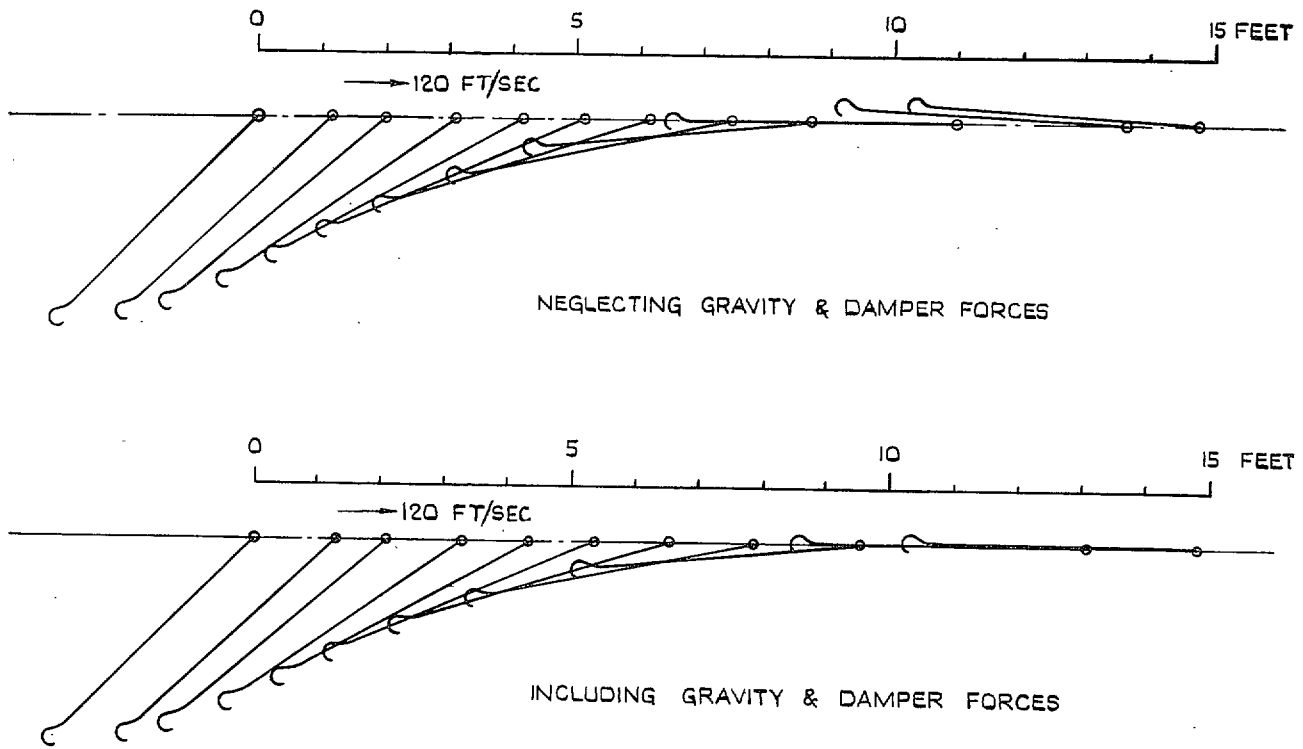 0 5 10 15 FEET
120 FT/SEC
NEGLECTING GRAVITY & DAMPER FORCES
0 5 10 15 FEET
120 FT/SEC
INCLUDING GRAVITY & DAMPER FORCES